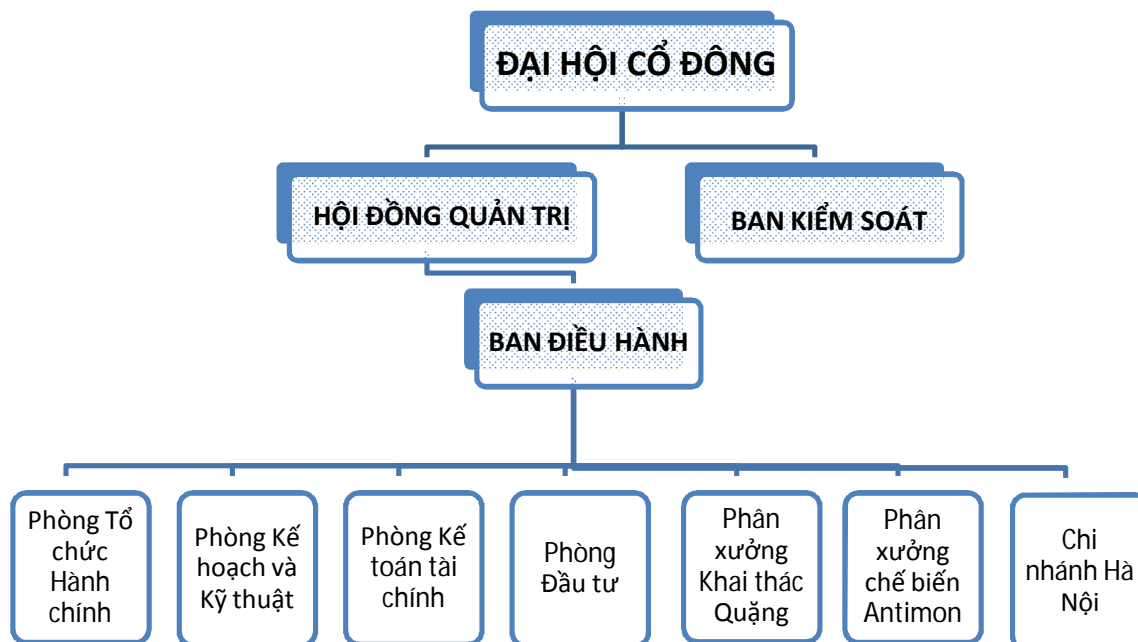 ĐẠI HỘI CỔ ĐÔNG
HỘI ĐỒNG QUẢN TRỊ
BAN KIỂM SOÁT
BAN ĐIỀU HÀNH
Phòng Tổ
chức
Hành
chính
Phòng Kế
hoạch và
Kỹ thuật
Phòng Kế
toán tài
chính
Phòng
Đầu tư
Phân
xưởng
Khai thác
Quặng
Phân
xưởng
chế biến
Antimon
Chi
nhánh Hà
Nội